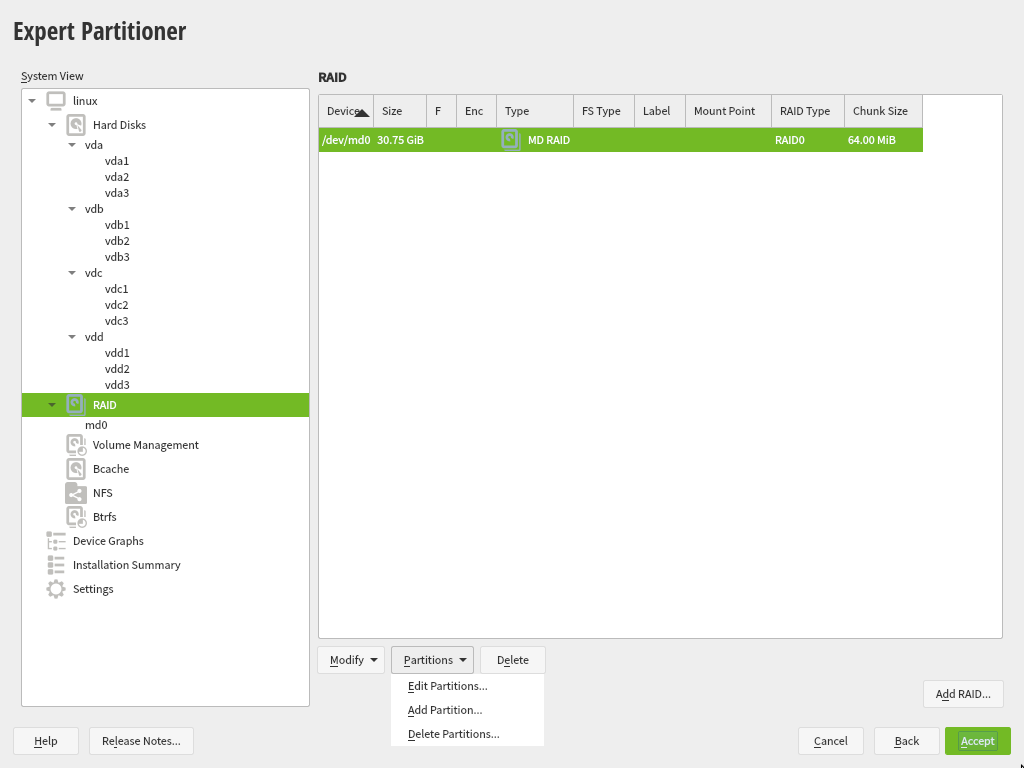 Expert Partitioner
System View
linux
Hard Disks
vda
vda1
vda2
vda3
vdb
vdb1
vdb2
vdb3
vdc
vdc1
vdc2
vdc3
vdd
vdd1
vdd2
vdd3
RAID
md0
Volume Management
Bcache
NFS
Btrfs
Device Graphs
Installation Summary
Settings
RAID
Device Size F Enc Type FS Type Label Mount Point RAID Type Chunk Size
/dev/md0 30.75 GiB MD RAID RAID0 64.00 MiB
Modify Partitions Delete
Edit Partitions...
Add Partition...
Delete Partitions...
Add RAID...
Help Release Notes... Cancel Back Accept